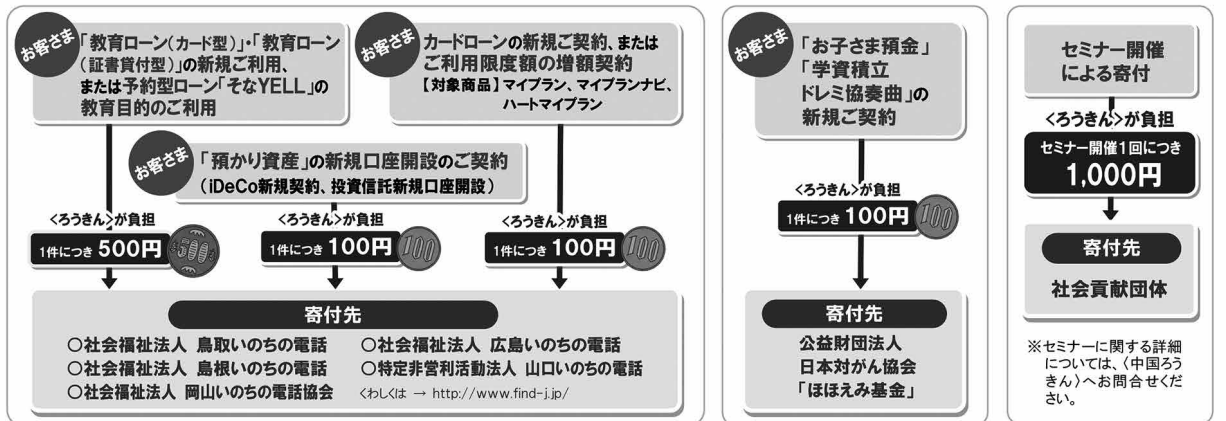 お客さま
「教育ローン(カード型)」・「教育ローン
(証書貸付型)」の新規ご利用、
または予約型ローン「そなYELL」の
教育目的のご利用
お客さま
カードローンの新規ご契約、または
ご利用限度額の増額契約
【対象商品】マイプラン、マイプランナビ、
ハートマイプラン
お客さま
「預かり資産」の新規口座開設のご契約
(iDeCo新規契約、投資信託新規口座開設)
〈ろうきん〉が負担
1件につき 500円
500
〈ろうきん〉が負担
1件につき 100円
100
〈ろうきん〉が負担
1件につき 100円
100
寄付先
○社会福祉法人 鳥取いのちの電話
○社会福祉法人 広島いのちの電話
○社会福祉法人 島根いのちの電話
○特定非営利活動法人 山口いのちの電話
○社会福祉法人 岡山いのちの電話協会
くわしくは → http://www.find-j.jp/
お客さま
「お子さま預金」
「学資積立
ドレミ協奏曲」の
新規ご契約
〈ろうきん〉が負担
1件につき 100円
100
寄付先
公益財団法人
日本対がん協会
「ほほえみ基金」
セミナー開催
による寄付
〈ろうきん〉が負担
セミナー開催1回につき
1,000円
寄付先
社会貢献団体
※セミナーに関する詳細
については、〈中国ろう
きん〉へお問合せくだ
さい。